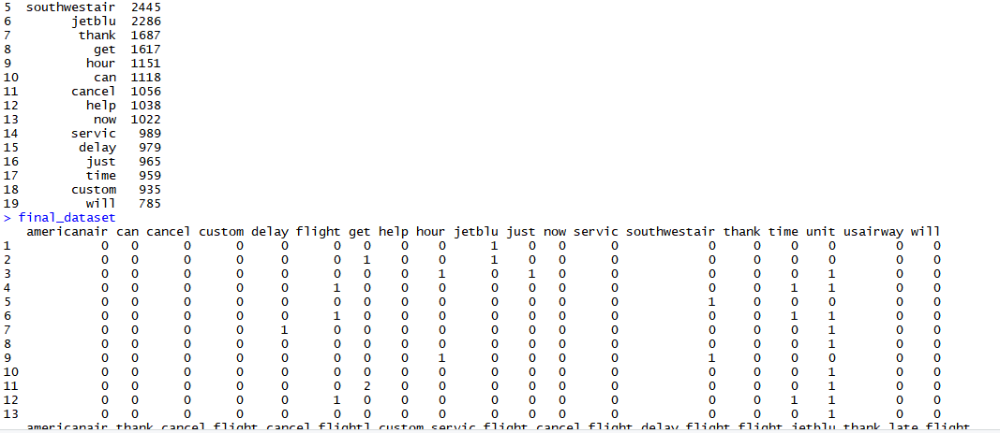 5 southwestair 2445
6 jetblu 2286
7 thank 1687
8 get 1617
9 hour 1151
10 can 1118
11 cancel 1056
12 help 1038
13 now 1022
14 servic 989
15 delay 979
16 just 965
17 time 959
18 custom 935
19 will 785
> final_dataset
americanair can cancel custom delay flight get help hour jetblu just now servic southwestair thank time unit usairway will
1 0 0 0 0 0 0 0 0 0 1 0 0 0 0 0 0 0 0 0
2 0 0 0 0 0 0 1 0 0 1 0 0 0 0 0 0 0 0 0
3 0 0 0 0 0 0 0 0 1 0 1 0 0 0 0 0 1 0 0
4 0 0 0 0 0 1 0 0 0 0 0 0 0 0 0 1 1 0 0
5 0 0 0 0 0 0 0 0 0 0 0 0 0 1 0 0 0 0 0
6 0 0 0 0 0 1 0 0 0 0 0 0 0 0 0 1 1 0 0
7 0 0 0 0 1 0 0 0 0 0 0 0 0 0 0 0 1 0 0
8 0 0 0 0 0 0 0 0 0 0 0 0 0 0 0 0 1 0 0
9 0 0 0 0 0 0 0 0 1 0 0 0 0 1 0 0 0 0 0
10 0 0 0 0 0 0 0 0 0 0 0 0 0 0 0 0 1 0 0
11 0 0 0 0 0 0 2 0 0 0 0 0 0 0 0 0 1 0 0
12 0 0 0 0 0 1 0 0 0 0 0 0 0 0 0 1 1 0 0
13 0 0 0 0 0 0 0 0 0 0 0 0 0 0 0 0 1 0 0
americanair thank cancel flight cancel flightl custom servic flight cancel flight delay flight flight jetblu thank late flight